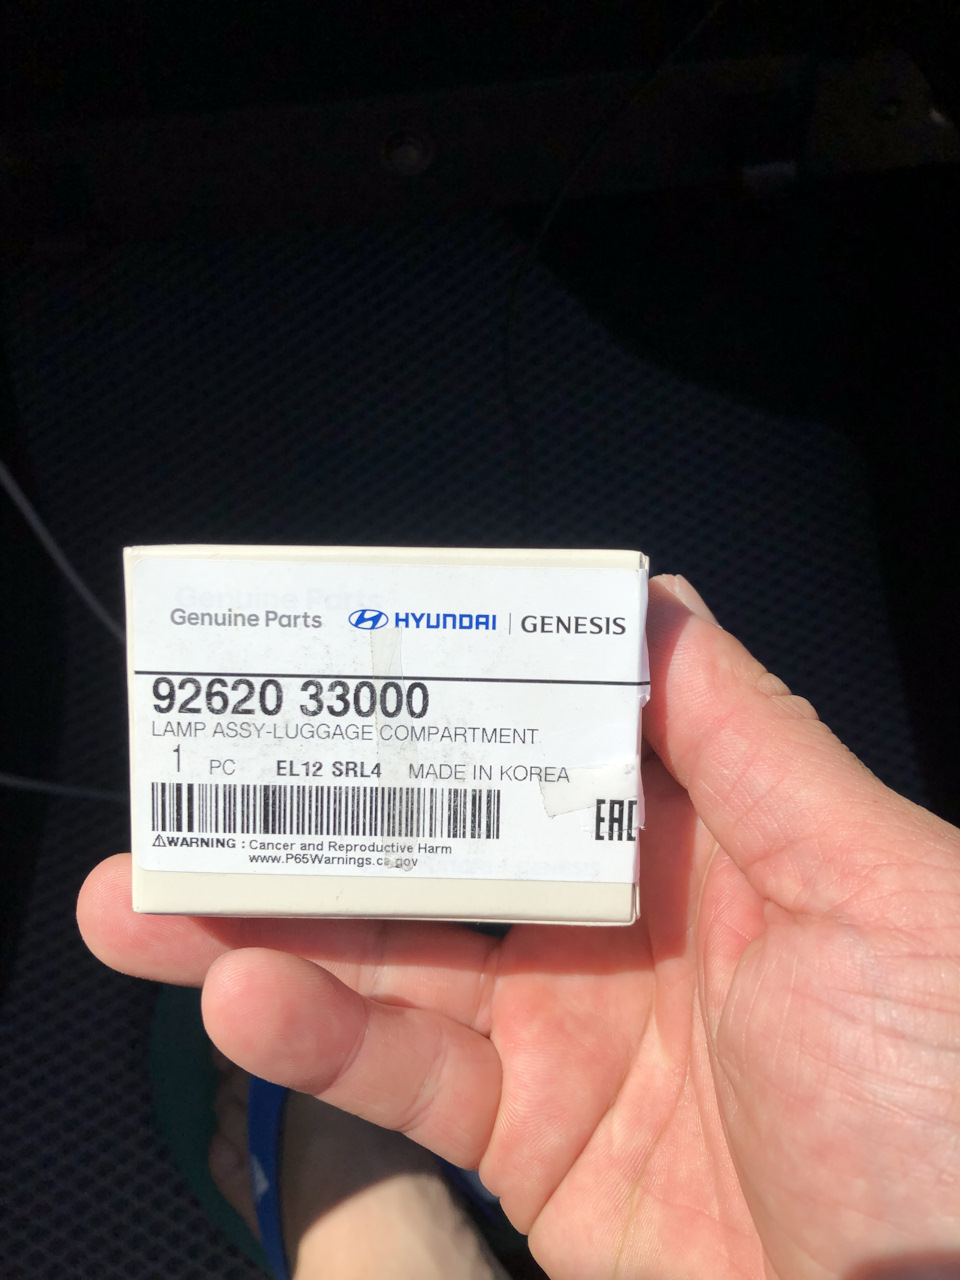 Genuine Parts HYUNDAI | GENESIS
92620 33000
LAMP ASSY-LUGGAGE COMPARTMENT
1 PC EL12 SRL4 MADE IN KOREA
EAC
⚠WARNING : Cancer and Reproductive Harm
www.P65Warnings.ca.gov